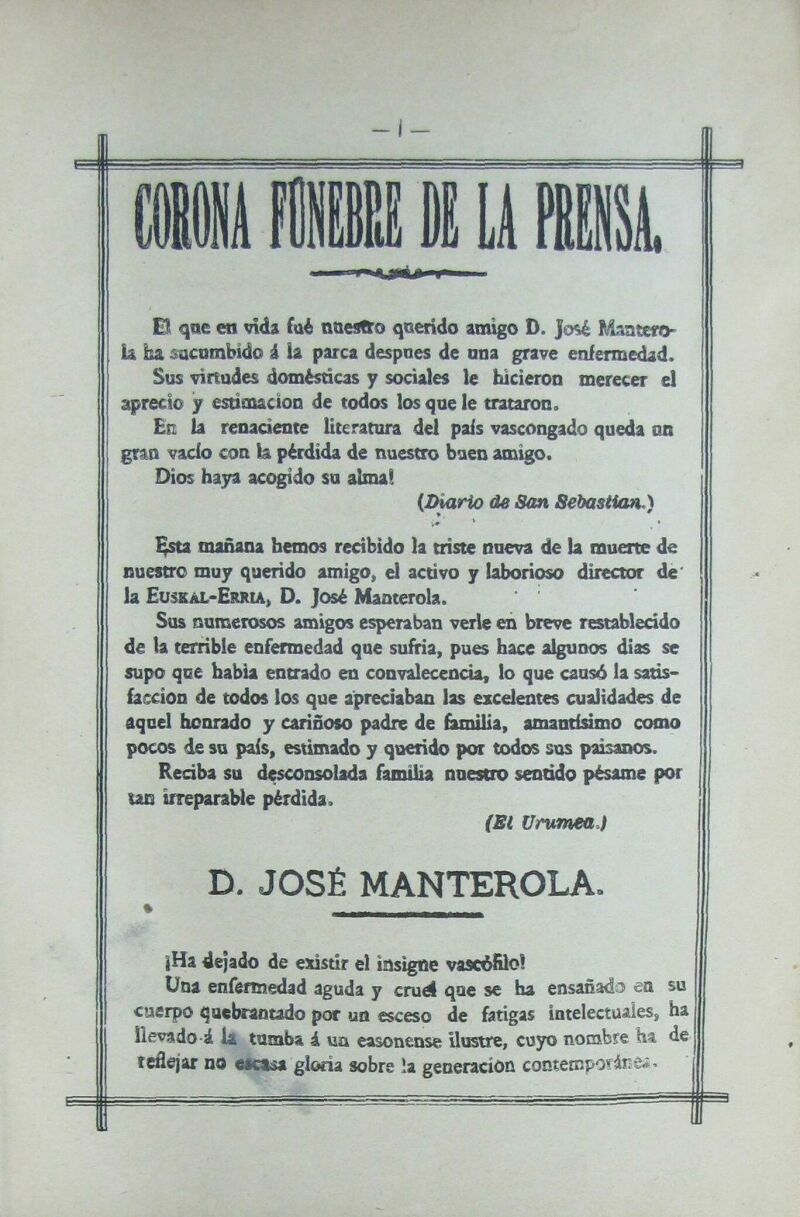 — I —
CORONA FÚNEBRE DE LA PRENSA.
El que en vida fué nuestro querido amigo D. José Mantero-
la ha sucumbido á la parca despues de una grave enfermedad.
Sus virtudes domésticas y sociales le hicieron merecer el
aprecio y estimacion de todos los que le trataron.
En la renaciente literatura del país vascongado queda un
gran vacío con la pérdida de nuestro buen amigo.
Dios haya acogido su alma!
(Diario de San Sebastian.)
Esta mañana hemos recibido la triste nueva de la muerte de
nuestro muy querido amigo, el activo y laborioso director de
la EUSKAL-ERRIA, D. José Manterola.
Sus numerosos amigos esperaban verle en breve restablecido
de la terrible enfermedad que sufria, pues hace algunos dias se
supo que habia entrado en convalecencia, lo que causó la satis-
faccion de todos los que apreciaban las excelentes cualidades de
aquel honrado y cariñoso padre de familia, amantísimo como
pocos de su país, estimado y querido por todos sus paisanos.
Reciba su desconsolada familia nuestro sentido pésame por
tan irreparable pérdida.
(El Urumea.)
D. JOSÉ MANTEROLA.
¡Ha dejado de existir el insigne vascófilo!
Una enfermedad aguda y cruel que se ha ensañado en su
cuerpo quebrantado por un esceso de fatigas intelectuales, ha
llevado á la tumba á un easonense ilustre, cuyo nombre ha de
reflejar no escasa gloria sobre la generacion contemporánea.